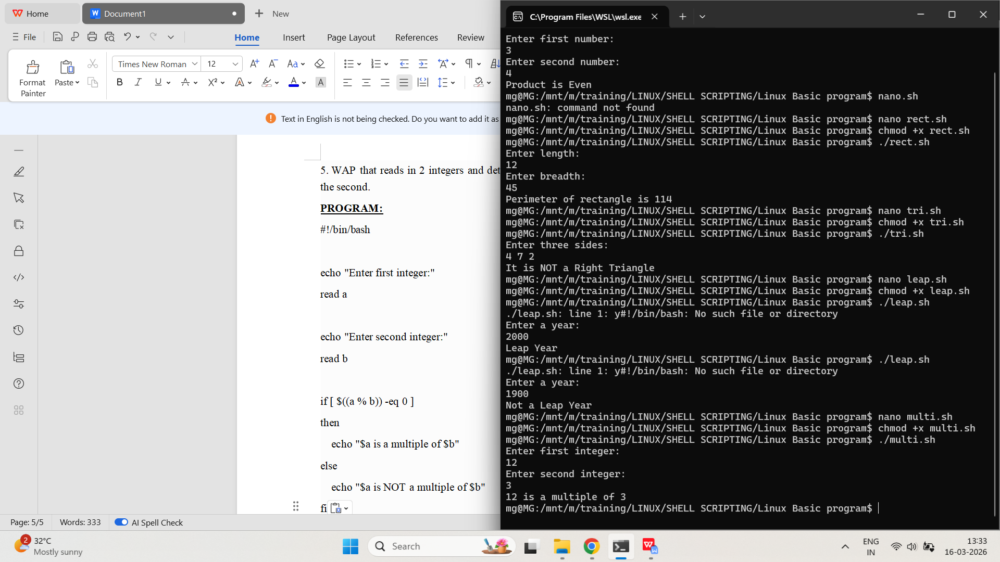 Home
Document1
New
File
Home
Insert
Page Layout
References
Review
Format Painter
Paste
Times New Roman
12
Text in English is not being checked. Do you want to add it as
5. WAP that reads in 2 integers and det
the second.
PROGRAM:
#!/bin/bash
echo "Enter first integer:"
read a
echo "Enter second integer:"
read b
if [ $((a % b)) -eq 0 ]
then
echo "$a is a multiple of $b"
else
echo "$a is NOT a multiple of $b"
fi
Page: 5/5
Words: 333
AI Spell Check
C:\Program Files\WSL\wsl.exe
Enter first number:
3
Enter second number:
4
Product is Even
mg@MG:/mnt/m/training/LINUX/SHELL SCRIPTING/Linux Basic program$ nano.sh
nano.sh: command not found
mg@MG:/mnt/m/training/LINUX/SHELL SCRIPTING/Linux Basic program$ nano rect.sh
mg@MG:/mnt/m/training/LINUX/SHELL SCRIPTING/Linux Basic program$ chmod +x rect.sh
mg@MG:/mnt/m/training/LINUX/SHELL SCRIPTING/Linux Basic program$ ./rect.sh
Enter length:
12
Enter breadth:
45
Perimeter of rectangle is 114
mg@MG:/mnt/m/training/LINUX/SHELL SCRIPTING/Linux Basic program$ nano tri.sh
mg@MG:/mnt/m/training/LINUX/SHELL SCRIPTING/Linux Basic program$ chmod +x tri.sh
mg@MG:/mnt/m/training/LINUX/SHELL SCRIPTING/Linux Basic program$ ./tri.sh
Enter three sides:
4 7 2
It is NOT a Right Triangle
mg@MG:/mnt/m/training/LINUX/SHELL SCRIPTING/Linux Basic program$ nano leap.sh
mg@MG:/mnt/m/training/LINUX/SHELL SCRIPTING/Linux Basic program$ chmod +x leap.sh
mg@MG:/mnt/m/training/LINUX/SHELL SCRIPTING/Linux Basic program$ ./leap.sh
./leap.sh: line 1: y#!/bin/bash: No such file or directory
Enter a year:
2000
Leap Year
mg@MG:/mnt/m/training/LINUX/SHELL SCRIPTING/Linux Basic program$ ./leap.sh
./leap.sh: line 1: y#!/bin/bash: No such file or directory
Enter a year:
1900
Not a Leap Year
mg@MG:/mnt/m/training/LINUX/SHELL SCRIPTING/Linux Basic program$ nano multi.sh
mg@MG:/mnt/m/training/LINUX/SHELL SCRIPTING/Linux Basic program$ chmod +x multi.sh
mg@MG:/mnt/m/training/LINUX/SHELL SCRIPTING/Linux Basic program$ ./multi.sh
Enter first integer:
12
Enter second integer:
3
12 is a multiple of 3
mg@MG:/mnt/m/training/LINUX/SHELL SCRIPTING/Linux Basic program$
2
32°C
Mostly sunny
Search
ENG
IN
13:33
16-03-2026